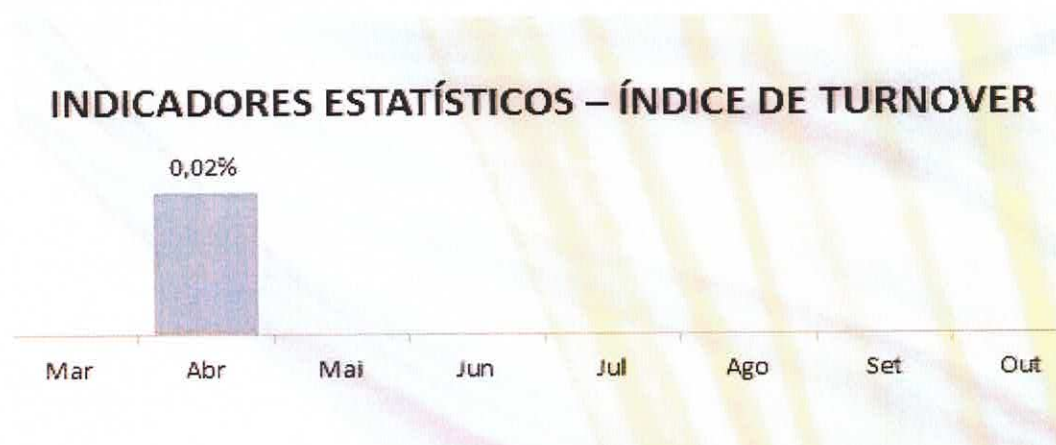 INDICADORES ESTATÍSTICOS – ÍNDICE DE TURNOVER
0,02%
Mar Abr Mai Jun Jul Ago Set Out